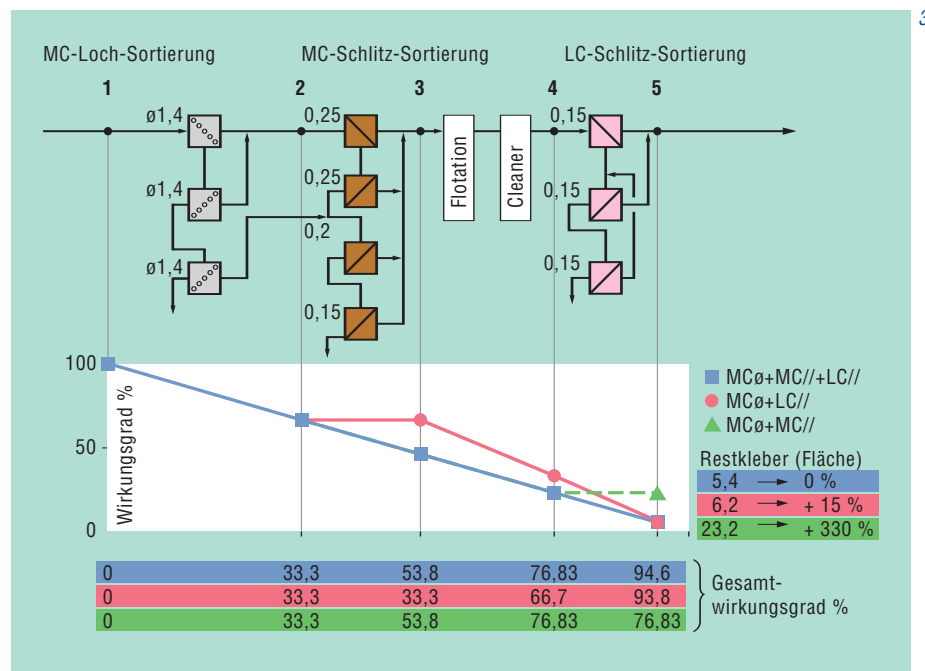 3
MC-Loch-Sortierung MC-Schlitz-Sortierung LC-Schlitz-Sortierung
1 2 3 4 5
ø1,4 0,25 0,15
ø1,4 0,25 0,15
ø1,4 0,2 0,15
0,15
Flotation
Cleaner
100
50
0
Wirkungsgrad %
MCø+MC//+LC//
MCø+LC//
MCø+MC//
Restkleber (Fläche)
5,4 → 0 %
6,2 → + 15 %
23,2 → + 330 %
0 33,3 53,8 76,83 94,6
0 33,3 33,3 66,7 93,8
0 33,3 53,8 76,83 76,83
Gesamt-
wirkungsgrad %